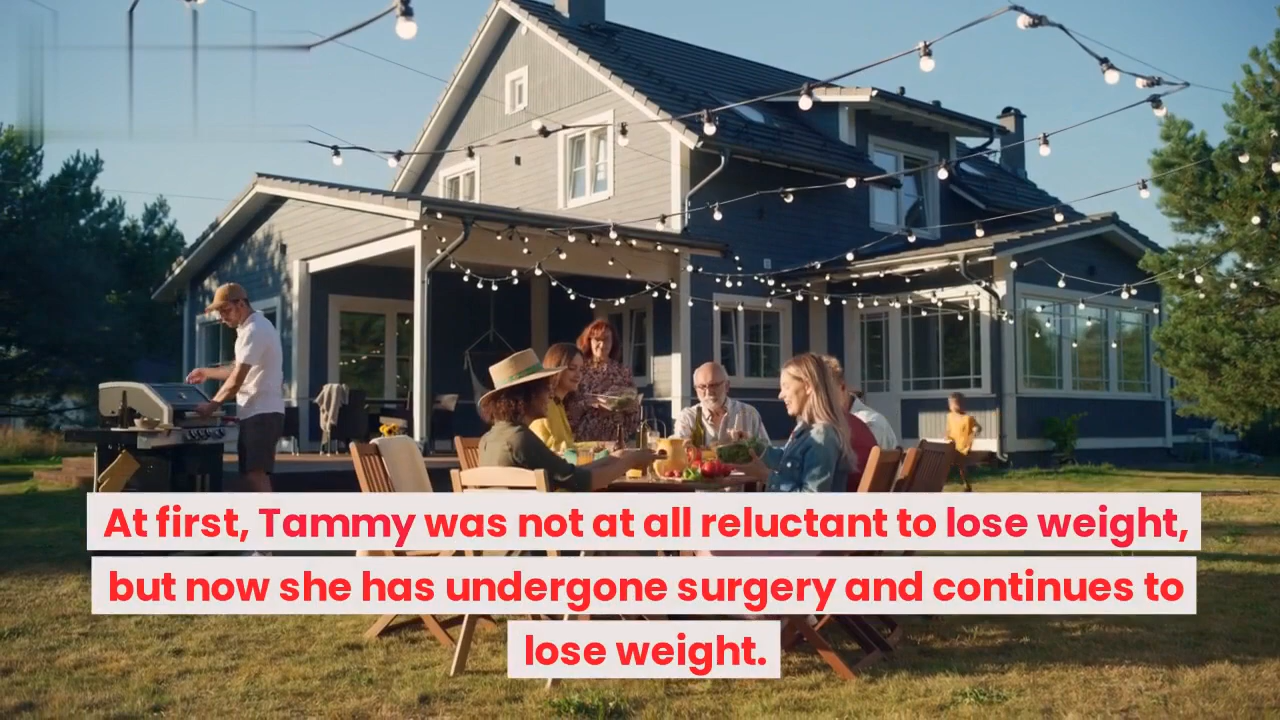 At first, Tammy was not at all reluctant to lose weight,
but now she has undergone surgery and continues to
lose weight.